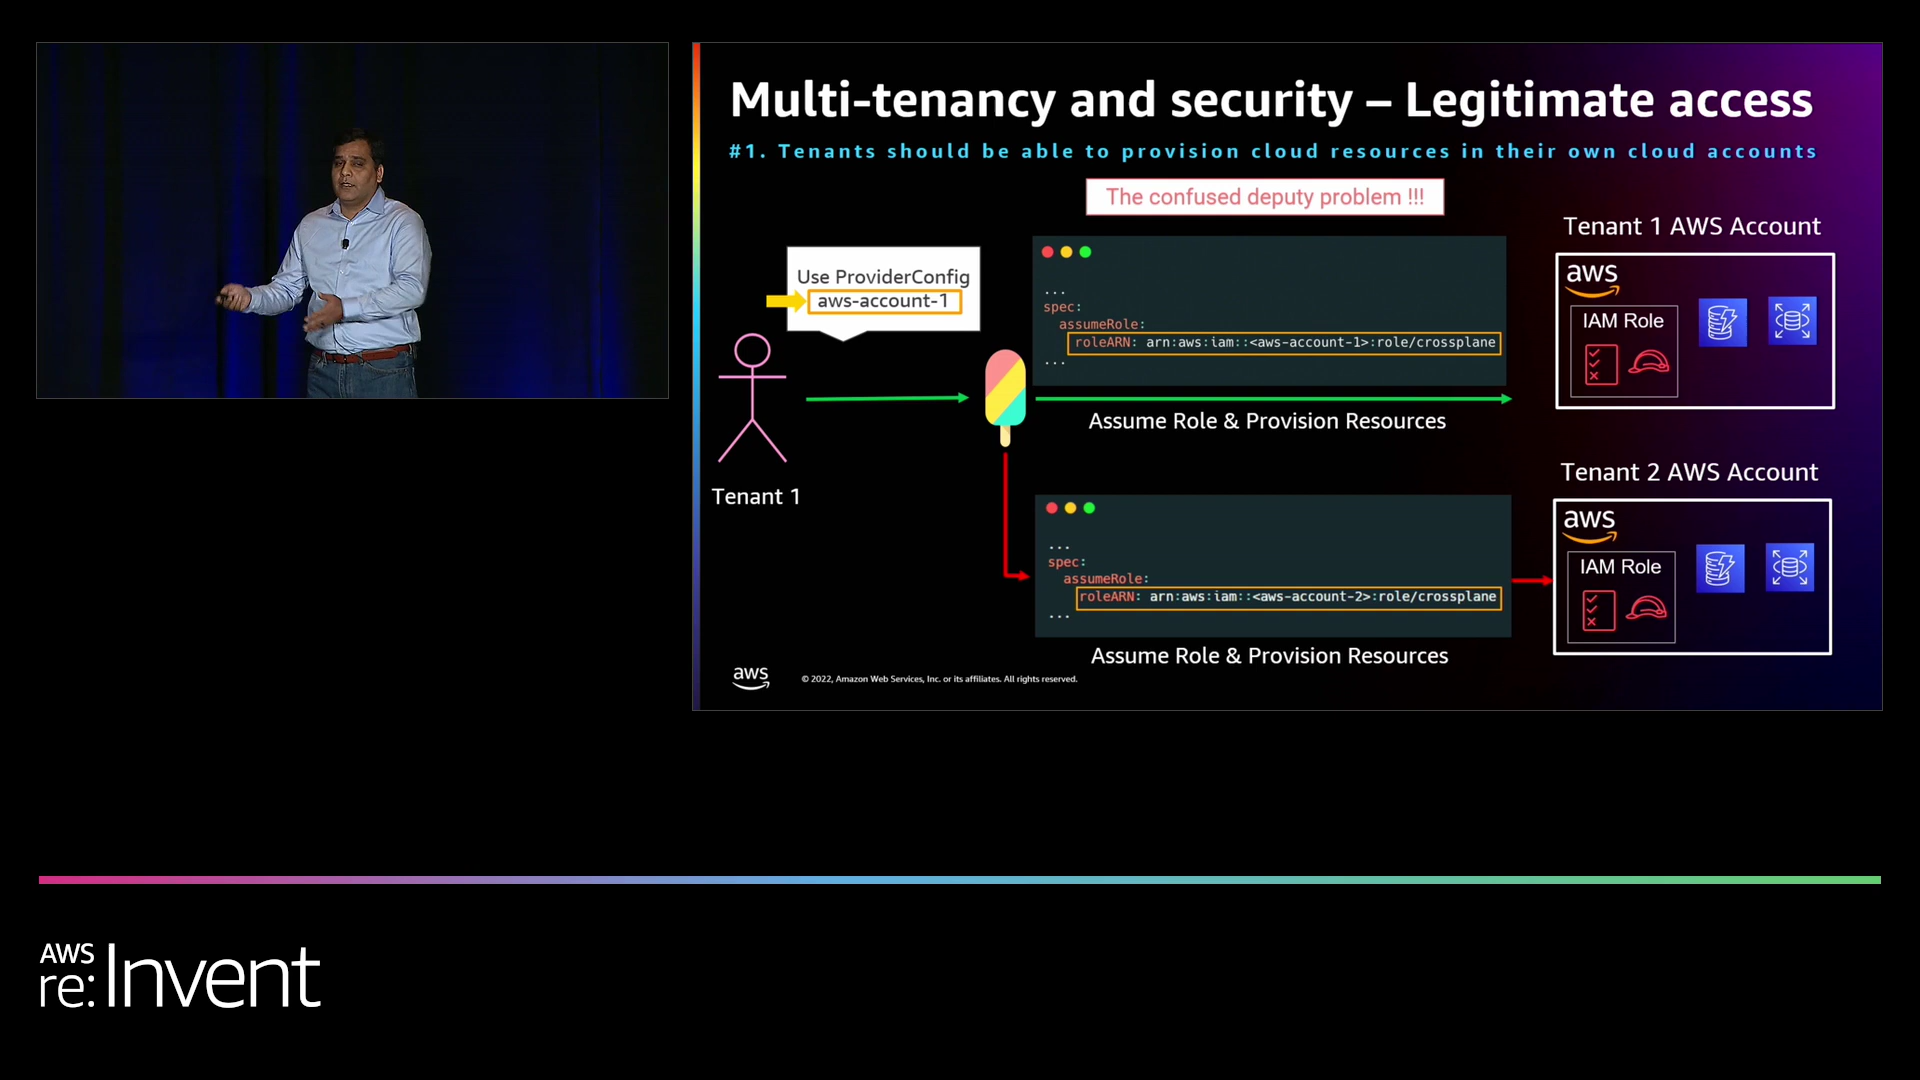 Multi-tenancy and security – Legitimate access
#1. Tenants should be able to provision cloud resources in their own cloud accounts
The confused deputy problem !!!
Use ProviderConfig
aws-account-1
Tenant 1
...
spec:
assumeRole:
roleARN: arn:aws:iam::<aws-account-1>:role/crossplane
...
Assume Role & Provision Resources
Tenant 1 AWS Account
aws
IAM Role
...
spec:
assumeRole:
roleARN: arn:aws:iam::<aws-account-2>:role/crossplane
...
Assume Role & Provision Resources
Tenant 2 AWS Account
aws
IAM Role
aws
© 2022, Amazon Web Services, Inc. or its affiliates. All rights reserved.
AWS
re:Invent